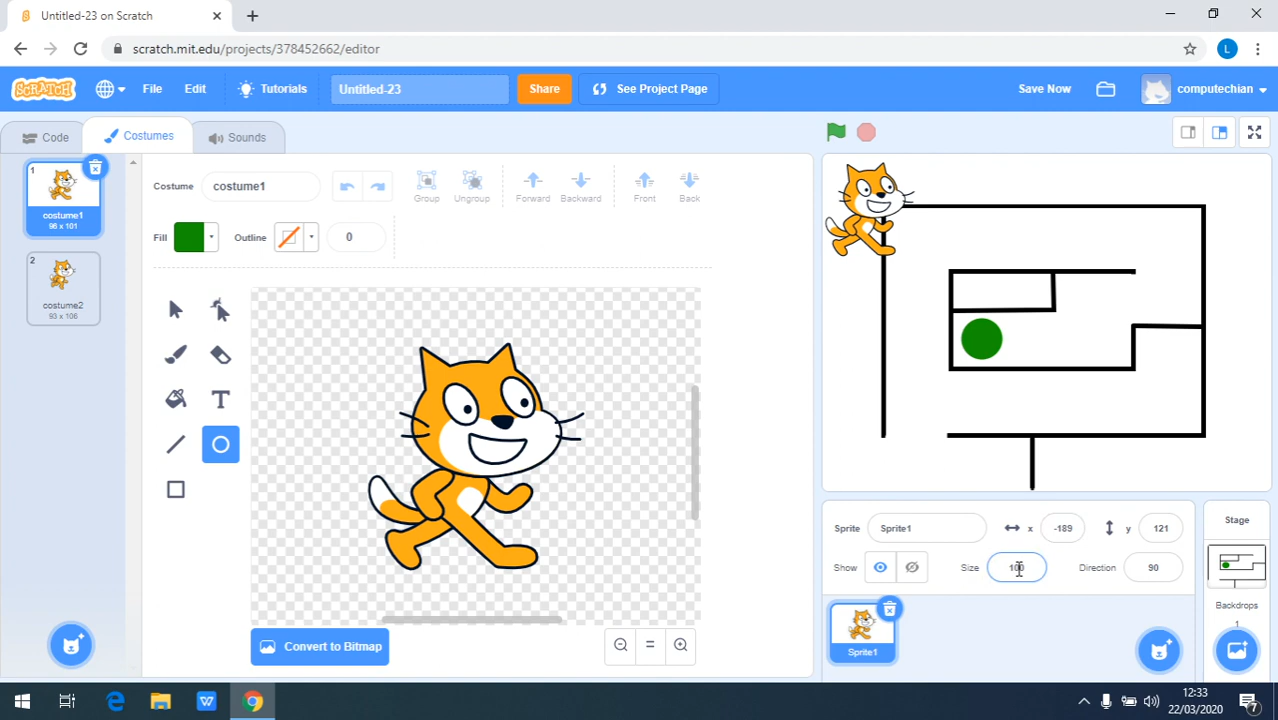 Untitled-23 on Scratch
scratch.mit.edu/projects/378452662/editor
L
SCRATCH
File
Edit
Tutorials
Untitled-23
Share
See Project Page
Save Now
computechian
Code
Costumes
Sounds
1
costume1
96 x 101
2
costume2
93 x 106
Costume
costume1
Group
Ungroup
Forward
Backward
Front
Back
Fill
Outline
0
T
Convert to Bitmap
Sprite
Sprite1
x
-189
y
121
Show
Size
100
Direction
90
Sprite1
Stage
Backdrops
1
12:33
22/03/2020
7